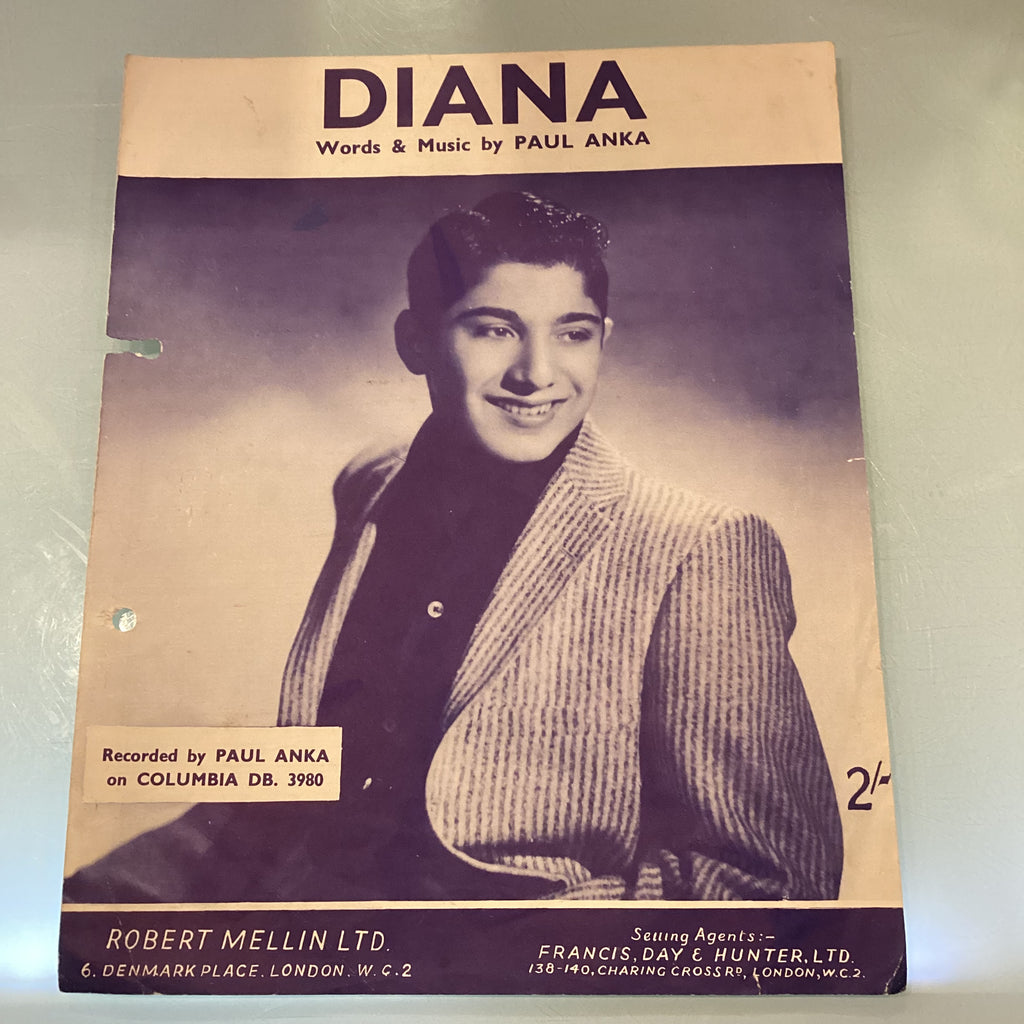 DIANA
Words & Music by PAUL ANKA
Recorded by PAUL ANKA
on COLUMBIA DB. 3980
2/-
ROBERT MELLIN LTD.
6. DENMARK PLACE. LONDON. W.C.2
Selling Agents:-
FRANCIS, DAY & HUNTER, LTD.
138-140, CHARING CROSS RD, LONDON, W.C.2.